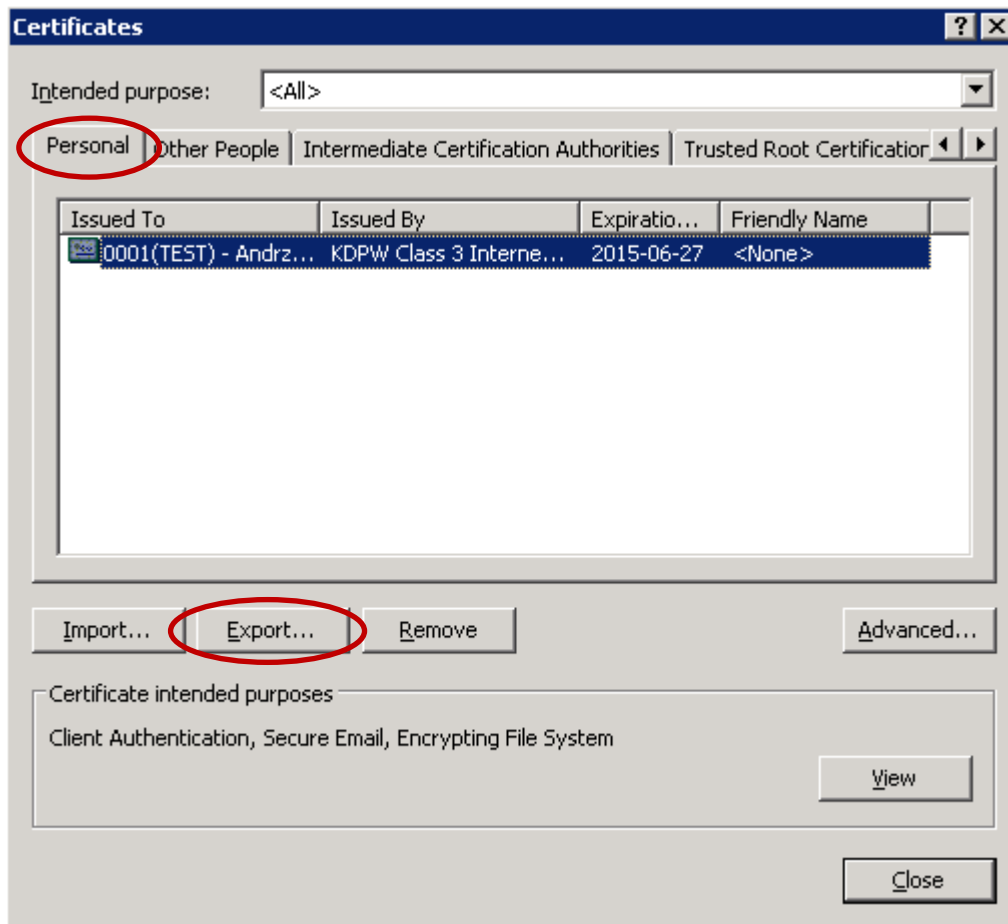 Certificates
Intended purpose: <All>
Personal Other People Intermediate Certification Authorities Trusted Root Certification
Issued To Issued By Expiratio... Friendly Name
0001(TEST) - Andrz... KDPW Class 3 Interne... 2015-06-27 <None>
Import... Export... Remove Advanced...
Certificate intended purposes
Client Authentication, Secure Email, Encrypting File System
View
Close